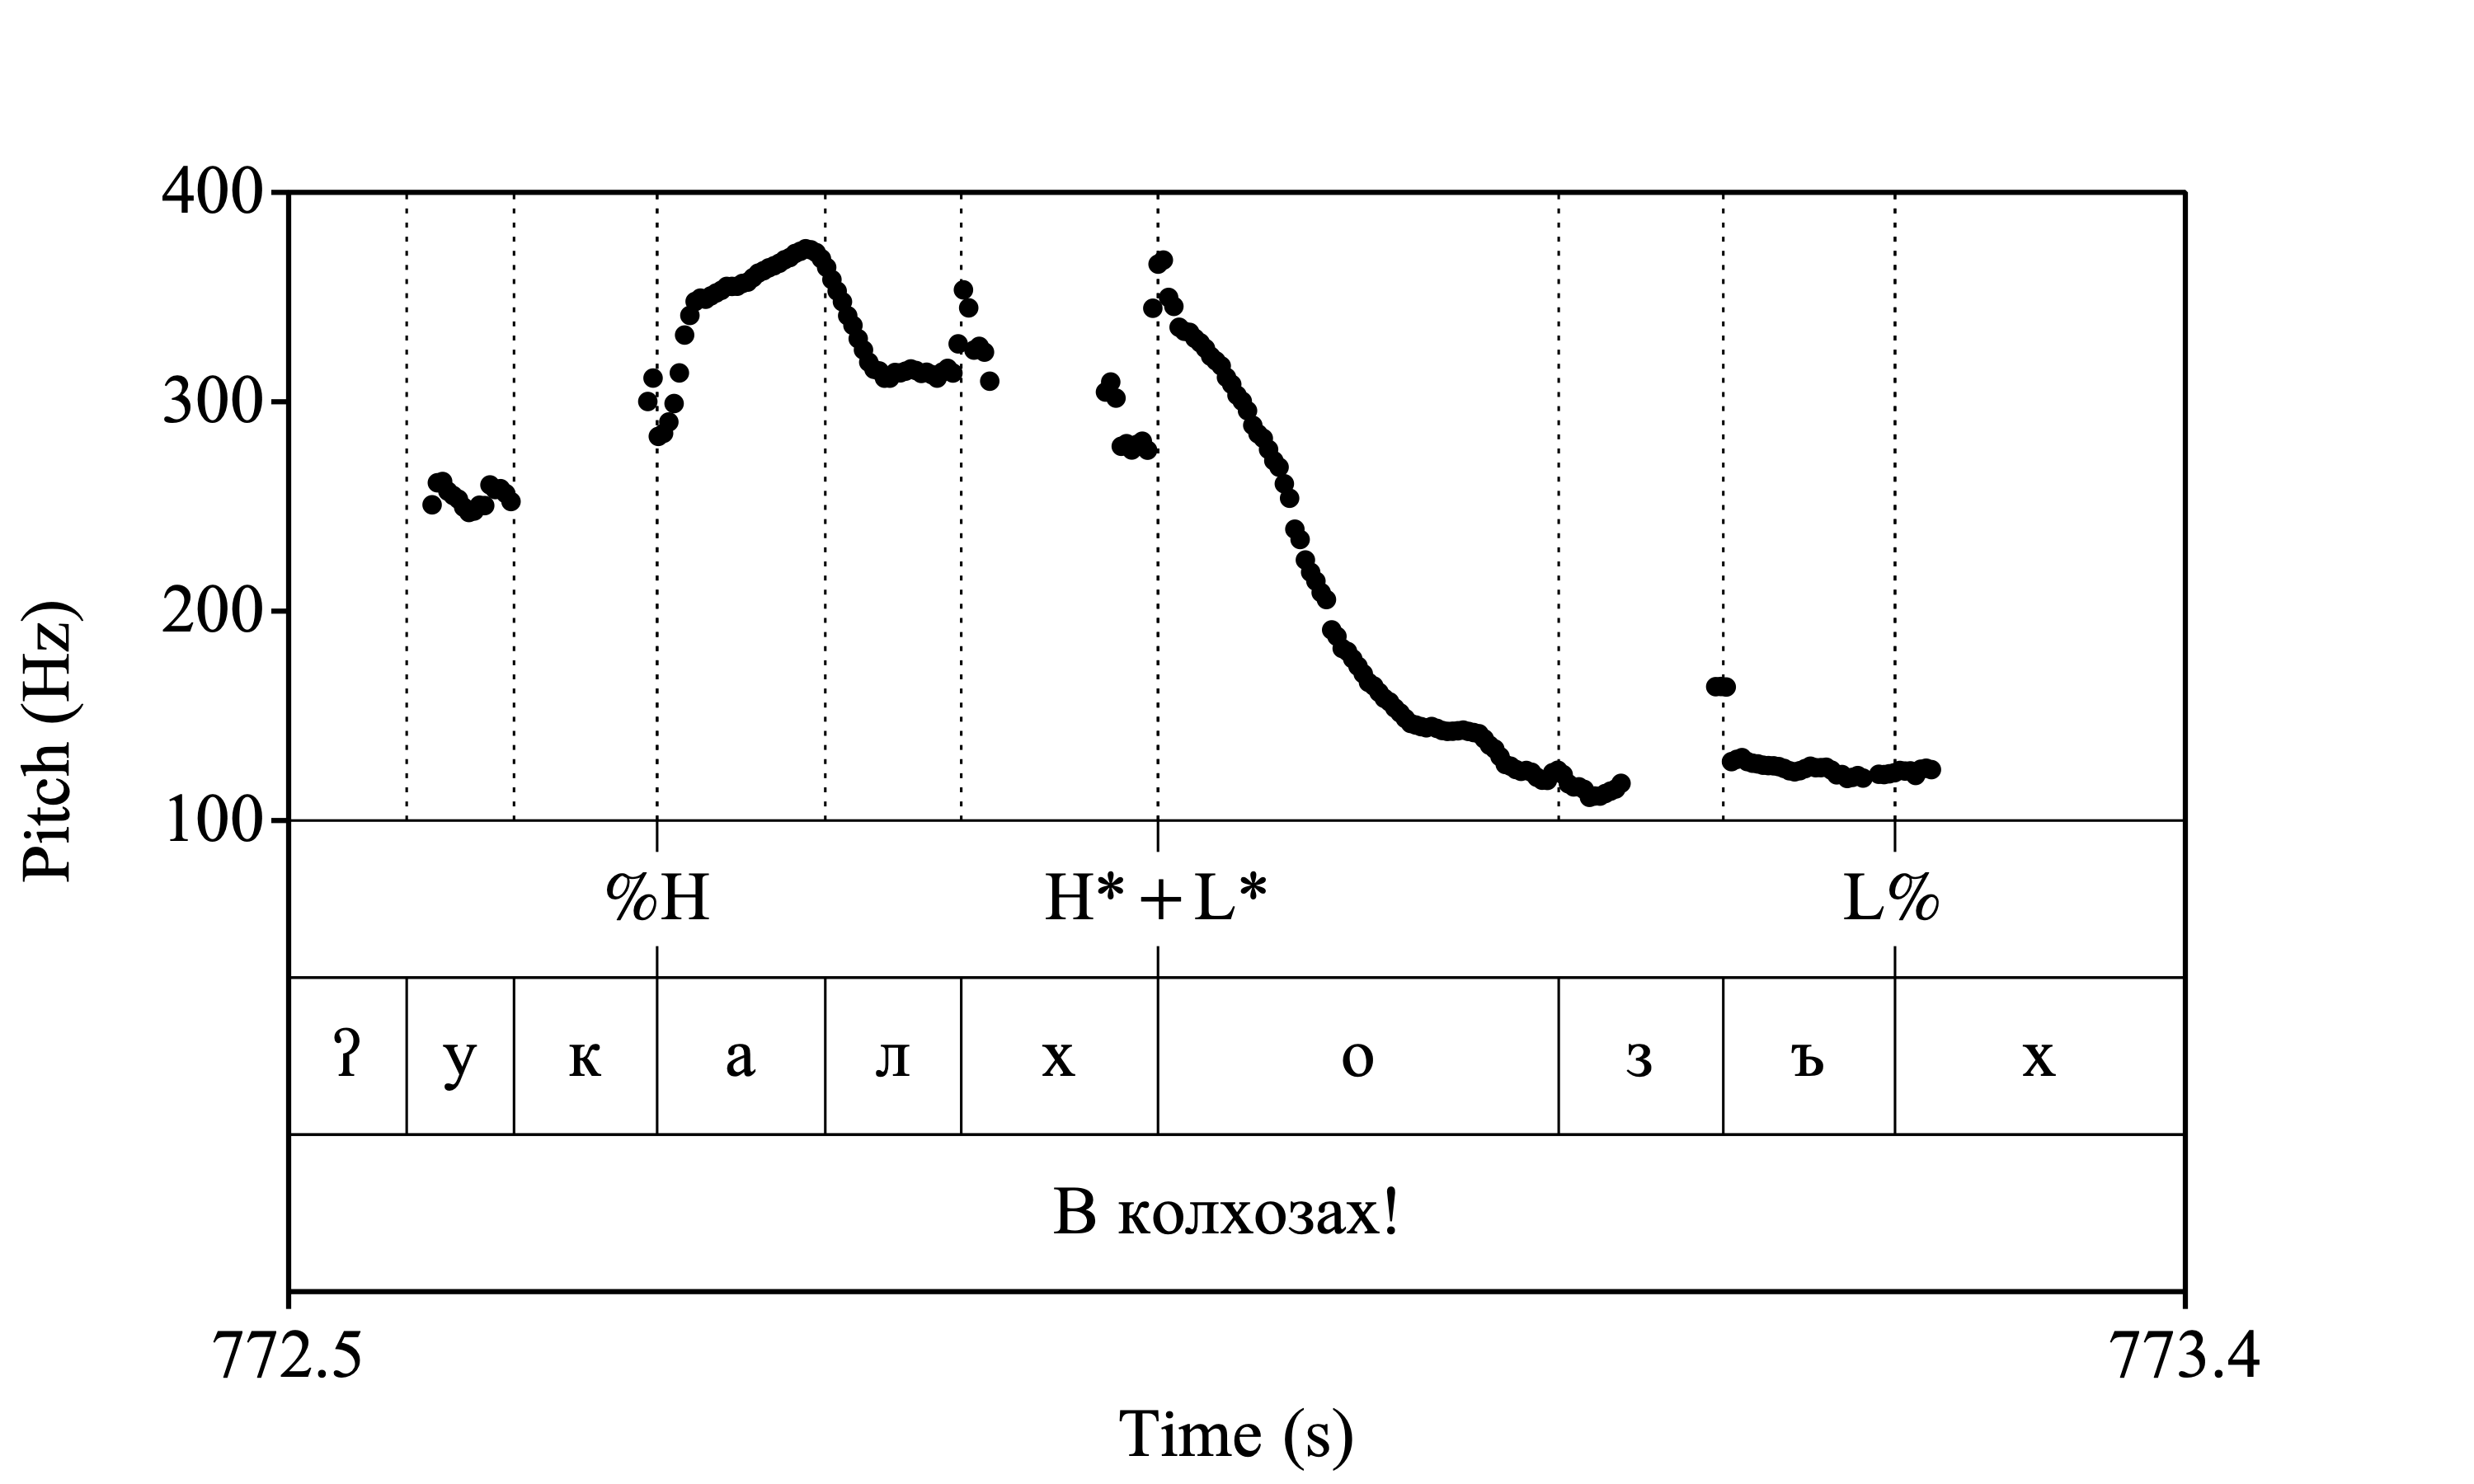 400
300
200
100
Pitch (Hz)
%H H*+L* L%
ʔ у к а л х о з ъ х
В колхозах!
772.5 773.4
Time (s)